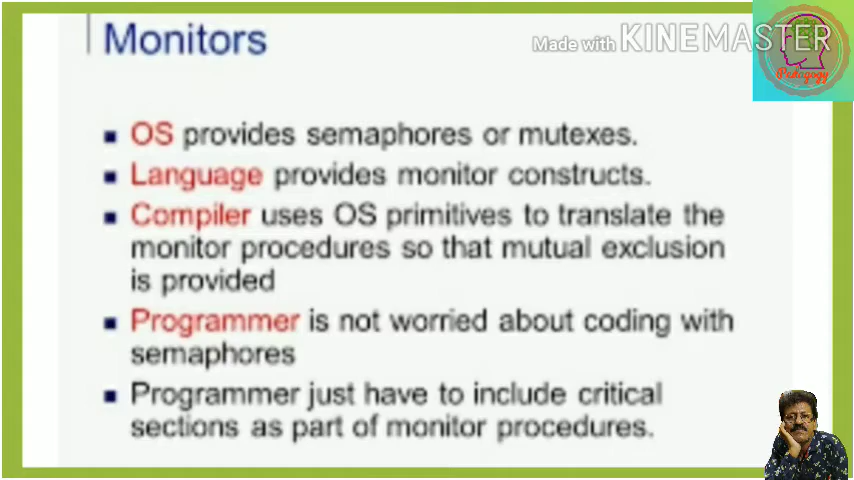 Monitors
Made with KINEMASTER
Pedagogy
OS provides semaphores or mutexes.
Language provides monitor constructs.
Compiler uses OS primitives to translate the
monitor procedures so that mutual exclusion
is provided
Programmer is not worried about coding with
semaphores
Programmer just have to include critical
sections as part of monitor procedures.